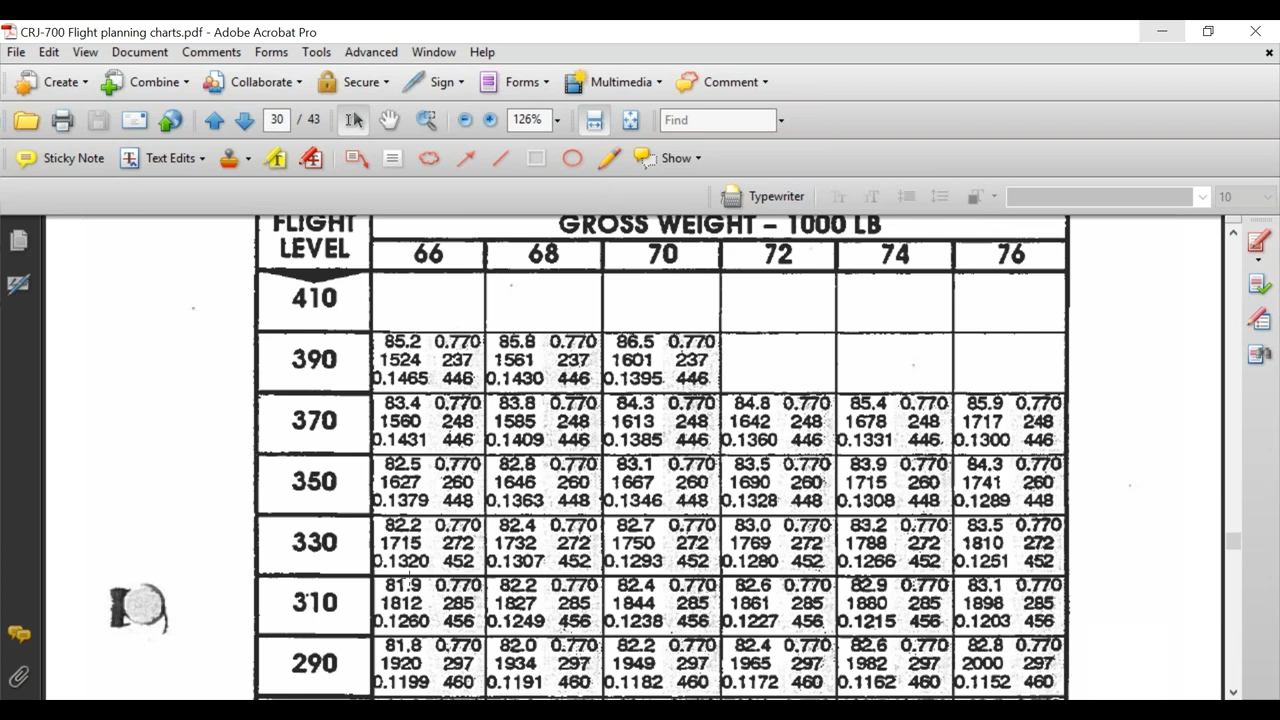 CRJ-700 Flight planning charts.pdf - Adobe Acrobat Pro
File Edit View Document Comments Forms Tools Advanced Window Help
Create Combine Collaborate Secure Sign Forms Multimedia Comment
30 / 43 126% Find
Sticky Note Text Edits Show
Typewriter 10
FLIGHT LEVEL GROSS WEIGHT – 1000 LB
66 68 70 72 74 76
410
390
85.2 0.770 85.8 0.770 86.5 0.770
1524 237 1561 237 1601 237
0.1465 446 0.1430 446 0.1395 446
370
83.4 0.770 83.8 0.770 84.3 0.770 84.8 0.770 85.4 0.770 85.9 0.770
1560 248 1585 248 1613 248 1642 248 1678 248 1717 248
0.1431 446 0.1409 446 0.1385 446 0.1360 446 0.1331 446 0.1300 446
350
82.5 0.770 82.8 0.770 83.1 0.770 83.5 0.770 83.9 0.770 84.3 0.770
1627 260 1646 260 1667 260 1690 260 1715 260 1741 260
0.1379 448 0.1363 448 0.1346 448 0.1328 448 0.1308 448 0.1289 448
330
82.2 0.770 82.4 0.770 82.7 0.770 83.0 0.770 83.2 0.770 83.5 0.770
1715 272 1732 272 1750 272 1769 272 1788 272 1810 272
0.1320 452 0.1307 452 0.1293 452 0.1280 452 0.1266 452 0.1251 452
310
81.9 0.770 82.2 0.770 82.4 0.770 82.6 0.770 82.9 0.770 83.1 0.770
1812 285 1827 285 1844 285 1861 285 1880 285 1898 285
0.1260 456 0.1249 456 0.1238 456 0.1227 456 0.1215 456 0.1203 456
290
81.8 0.770 82.0 0.770 82.2 0.770 82.4 0.770 82.6 0.770 82.8 0.770
1920 297 1934 297 1949 297 1965 297 1982 297 2000 297
0.1199 460 0.1191 460 0.1182 460 0.1172 460 0.1162 460 0.1152 460